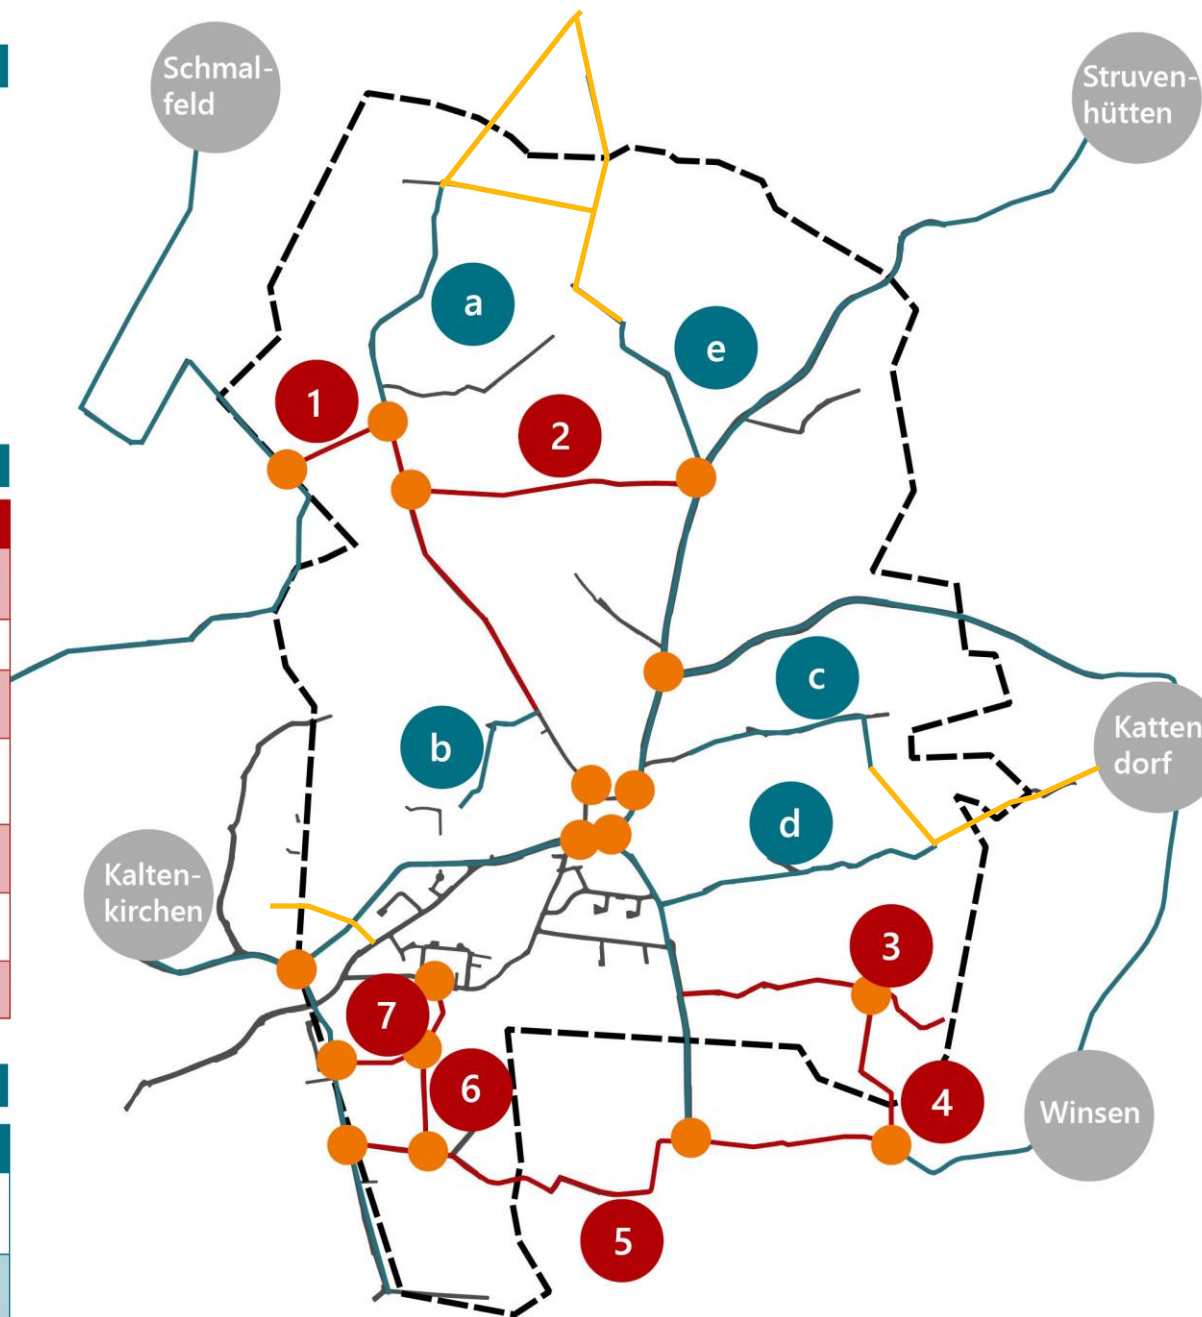 Schmal-
feld
Struven-
hütten
a
e
1
2
c
b
Katten
dorf
d
Kalten-
kirchen
3
7
6
4
Winsen
5